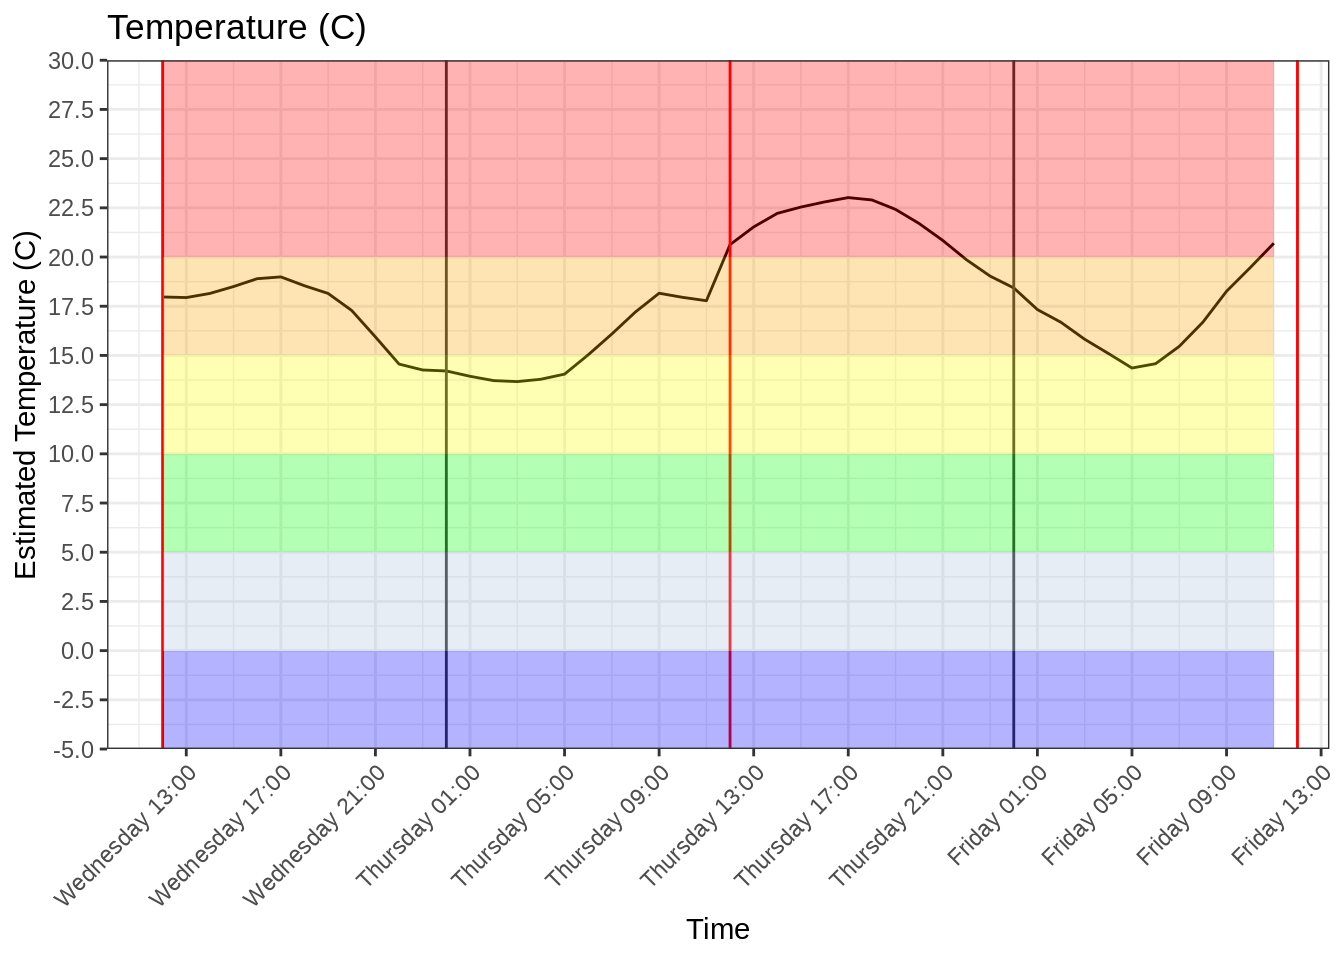 Temperature (C)
Estimated Temperature (C)
30.0
27.5
25.0
22.5
20.0
17.5
15.0
12.5
10.0
7.5
5.0
2.5
0.0
-2.5
-5.0
Wednesday 13:00
Wednesday 17:00
Wednesday 21:00
Thursday 01:00
Thursday 05:00
Thursday 09:00
Thursday 13:00
Thursday 17:00
Thursday 21:00
Friday 01:00
Friday 05:00
Friday 09:00
Friday 13:00
Time